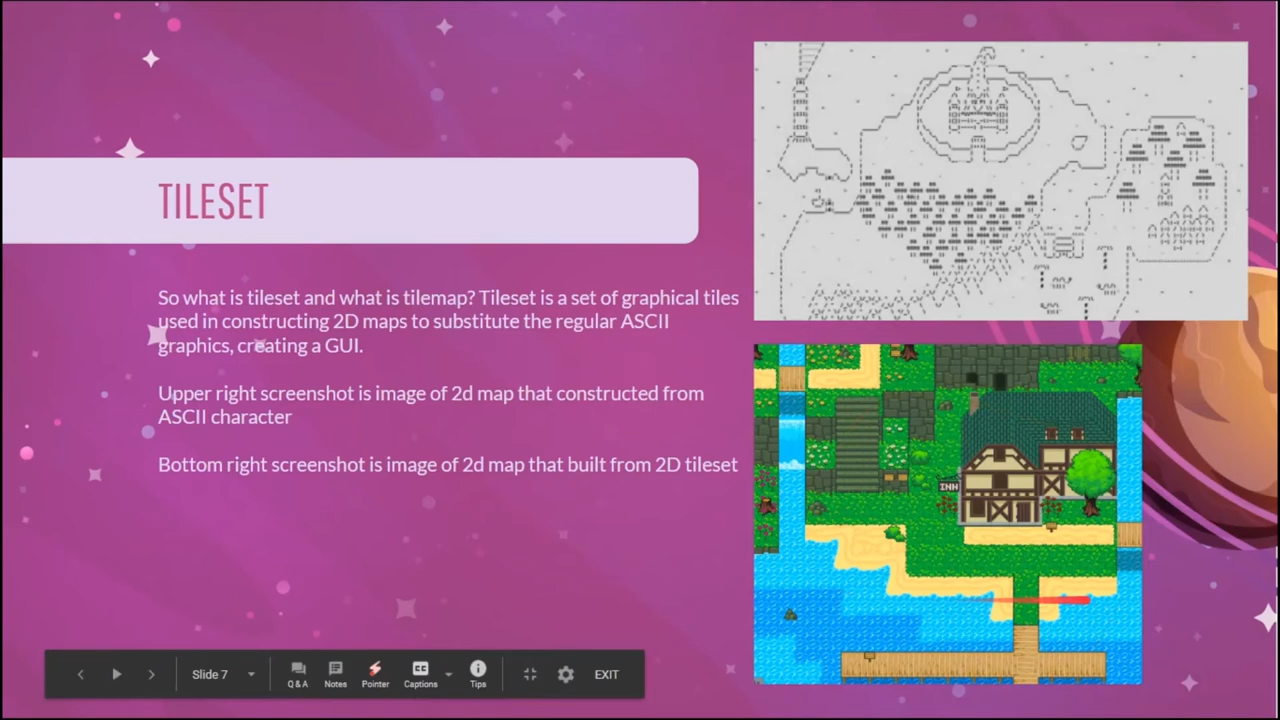 TILESET
So what is tileset and what is tilemap? Tileset is a set of graphical tiles
used in constructing 2D maps to substitute the regular ASCII
graphics, creating a GUI.
Upper right screenshot is image of 2d map that constructed from
ASCII character
Bottom right screenshot is image of 2d map that built from 2D tileset
INN
Slide 7
Q & A
Notes
Pointer
CC
Captions
Tips
EXIT